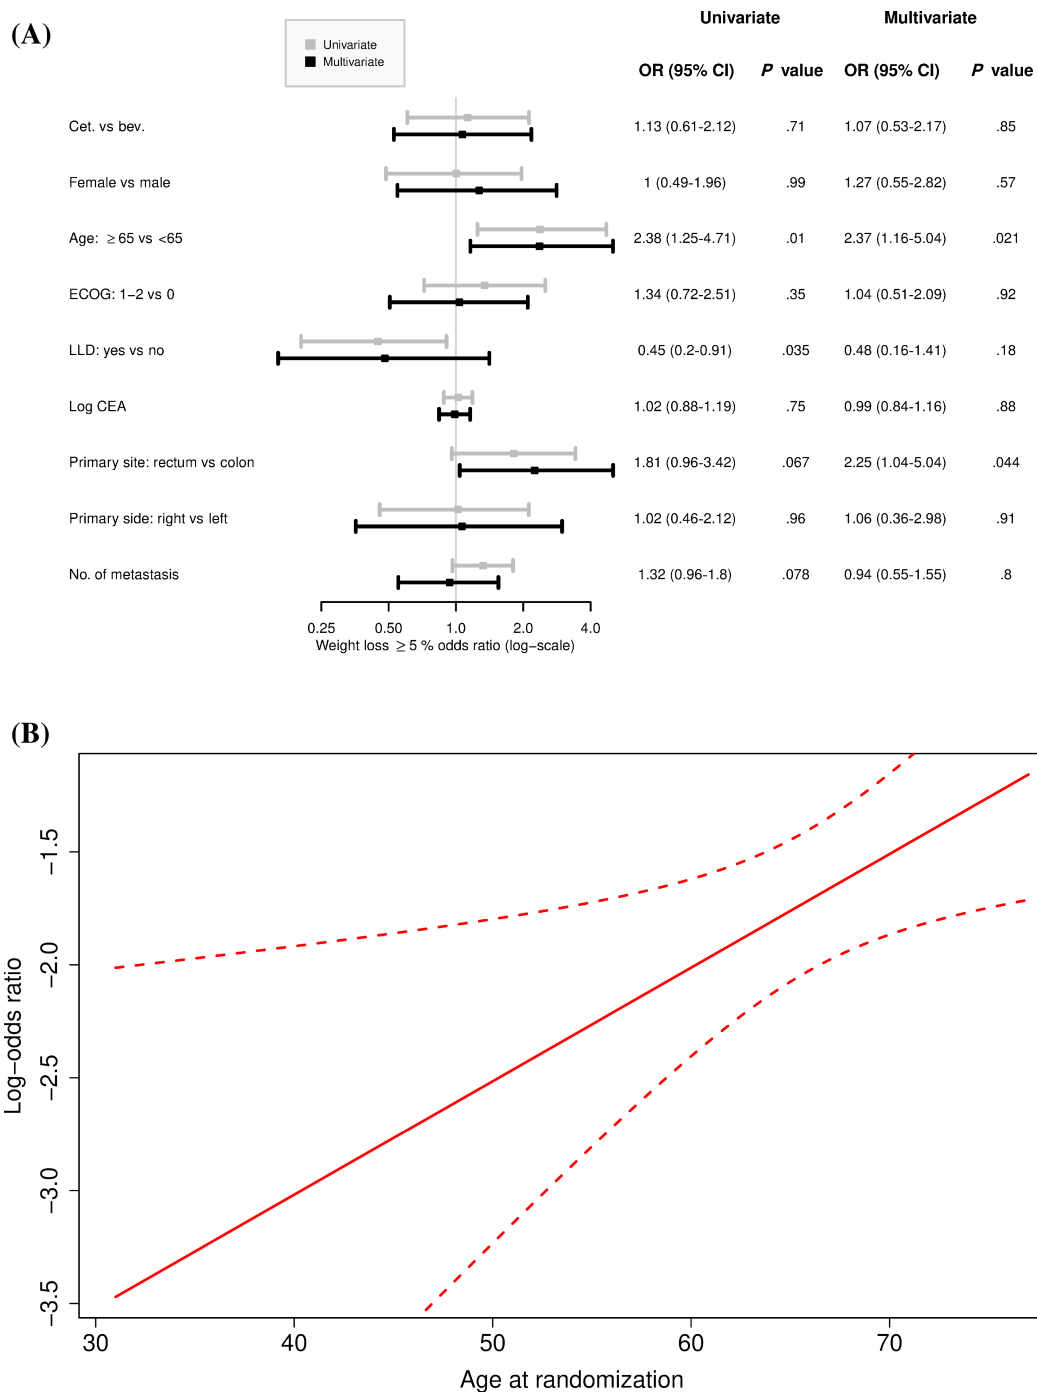 (A)
Univariate
Multivariate
Univariate Multivariate
OR (95% CI) P value OR (95% CI) P value
Cet. vs bev. 1.13 (0.61-2.12) .71 1.07 (0.53-2.17) .85
Female vs male 1 (0.49-1.96) .99 1.27 (0.55-2.82) .57
Age: ≥65 vs <65 2.38 (1.25-4.71) .01 2.37 (1.16-5.04) .021
ECOG: 1−2 vs 0 1.34 (0.72-2.51) .35 1.04 (0.51-2.09) .92
LLD: yes vs no 0.45 (0.2-0.91) .035 0.48 (0.16-1.41) .18
Log CEA 1.02 (0.88-1.19) .75 0.99 (0.84-1.16) .88
Primary site: rectum vs colon 1.81 (0.96-3.42) .067 2.25 (1.04-5.04) .044
Primary side: right vs left 1.02 (0.46-2.12) .96 1.06 (0.36-2.98) .91
No. of metastasis 1.32 (0.96-1.8) .078 0.94 (0.55-1.55) .8
0.25 0.50 1.0 2.0 4.0
Weight loss ≥5 % odds ratio (log−scale)
(B)
Log−odds ratio
−1.5
−2.0
−2.5
−3.0
−3.5
30 40 50 60 70
Age at randomization